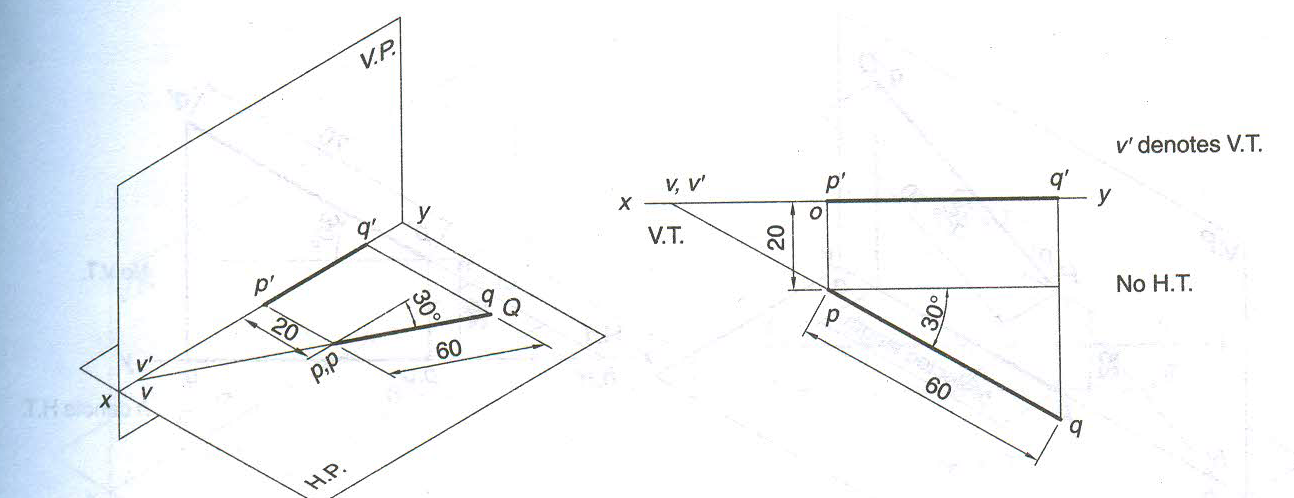 V.P.
y
q'
p'
30°
q Q
20
60
p,p
v'
x v
H.P.
v' denotes V.T.
v, v'
p'
q'
x
o
y
V.T.
20
No H.T.
p
30°
60
q